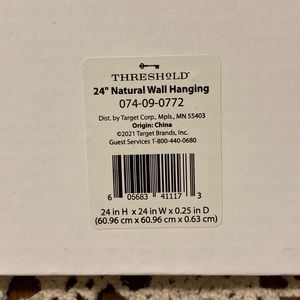 THRESHOLD
24" Natural Wall Hanging
074-09-0772
Dist. by Target Corp., Mpls., MN 55403
Origin: China
©2021 Target Brands, Inc.
Guest Services 1-800-440-0680
6 05683 41117 3
24 in H x 24 in W x 0.25 in D
(60.96 cm x 60.96 cm x 0.63 cm)